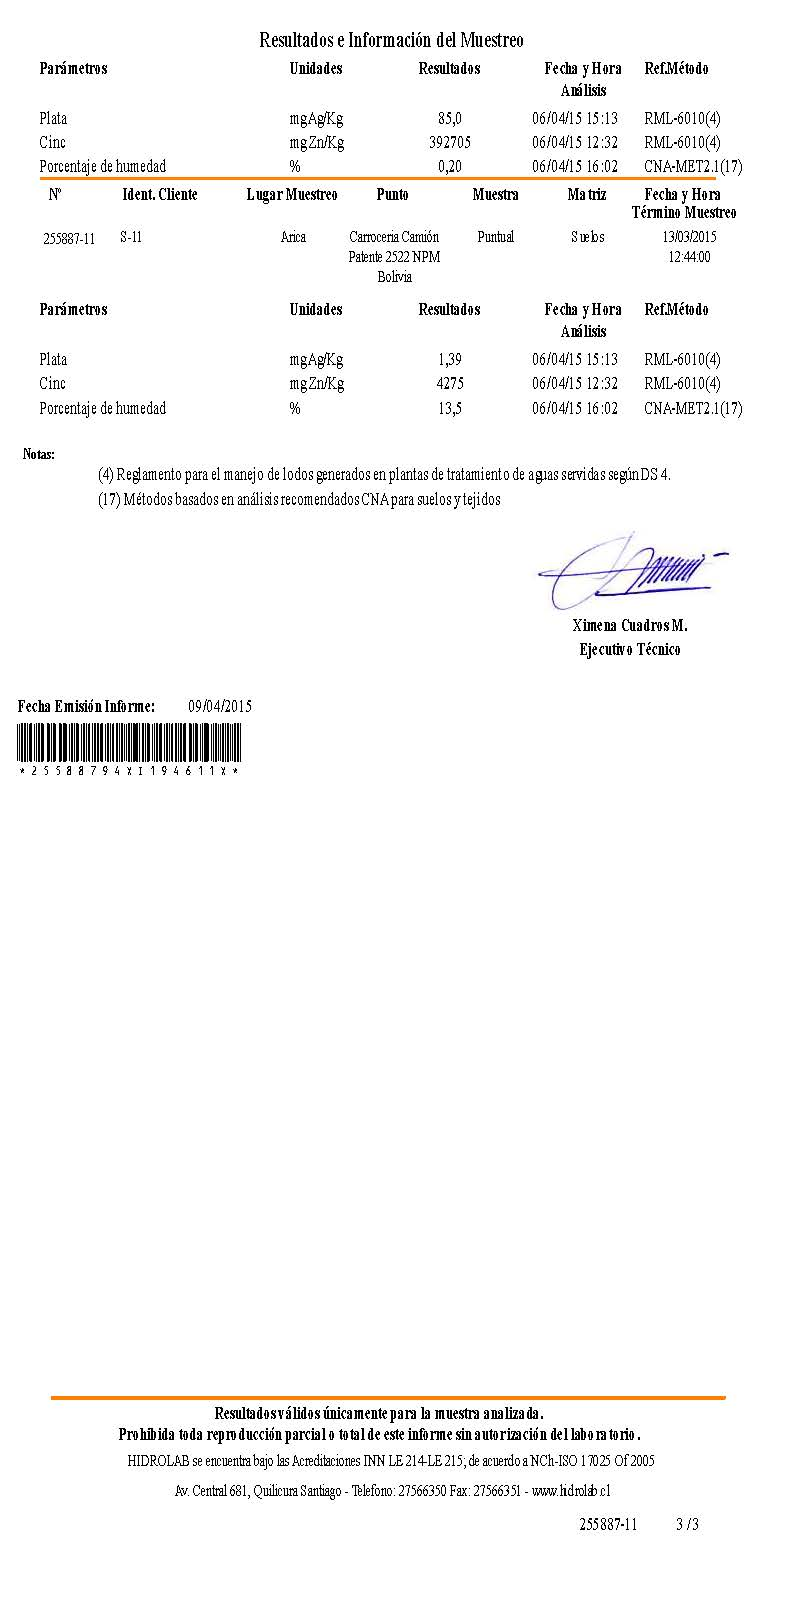 Resultados e Información del Muestreo
Parámetros Unidades Resultados Fecha y Hora Ref.Método
Análisis
Plata mgAg/Kg 85,0 06/04/15 15:13 RML-6010(4)
Cinc mgZn/Kg 392705 06/04/15 12:32 RML-6010(4)
Porcentaje de humedad % 0,20 06/04/15 16:02 CNA-MET2.1(17)
Nº Ident. Cliente Lugar Muestreo Punto Muestra Matriz Fecha y Hora
Término Muestreo
255887-11 S-11 Arica Carroceria Camión Puntual Suelos 13/03/2015
Patente 2522 NPM 12:44:00
Bolivia
Parámetros Unidades Resultados Fecha y Hora Ref.Método
Análisis
Plata mgAg/Kg 1,39 06/04/15 15:13 RML-6010(4)
Cinc mgZn/Kg 4275 06/04/15 12:32 RML-6010(4)
Porcentaje de humedad % 13,5 06/04/15 16:02 CNA-MET2.1(17)
Notas:
(4) Reglamento para el manejo de lodos generados en plantas de tratamiento de aguas servidas según DS 4.
(17) Métodos basados en análisis recomendados CNA para suelos y tejidos
Ximena Cuadros M.
Ejecutivo Técnico
Fecha Emisión Informe: 09/04/2015
*25588794XI194611X*
Resultados válidos únicamente para la muestra analizada.
Prohibida toda reproducción parcial o total de este informe sin autorización del laboratorio.
HIDROLAB se encuentra bajo las Acreditaciones INN LE 214-LE 215; de acuerdo a NCh-ISO 17025 Of 2005
Av. Central 681, Quilicura Santiago - Telefono: 27566350 Fax: 27566351 - www.hidrolab.cl
255887-11 3 /3